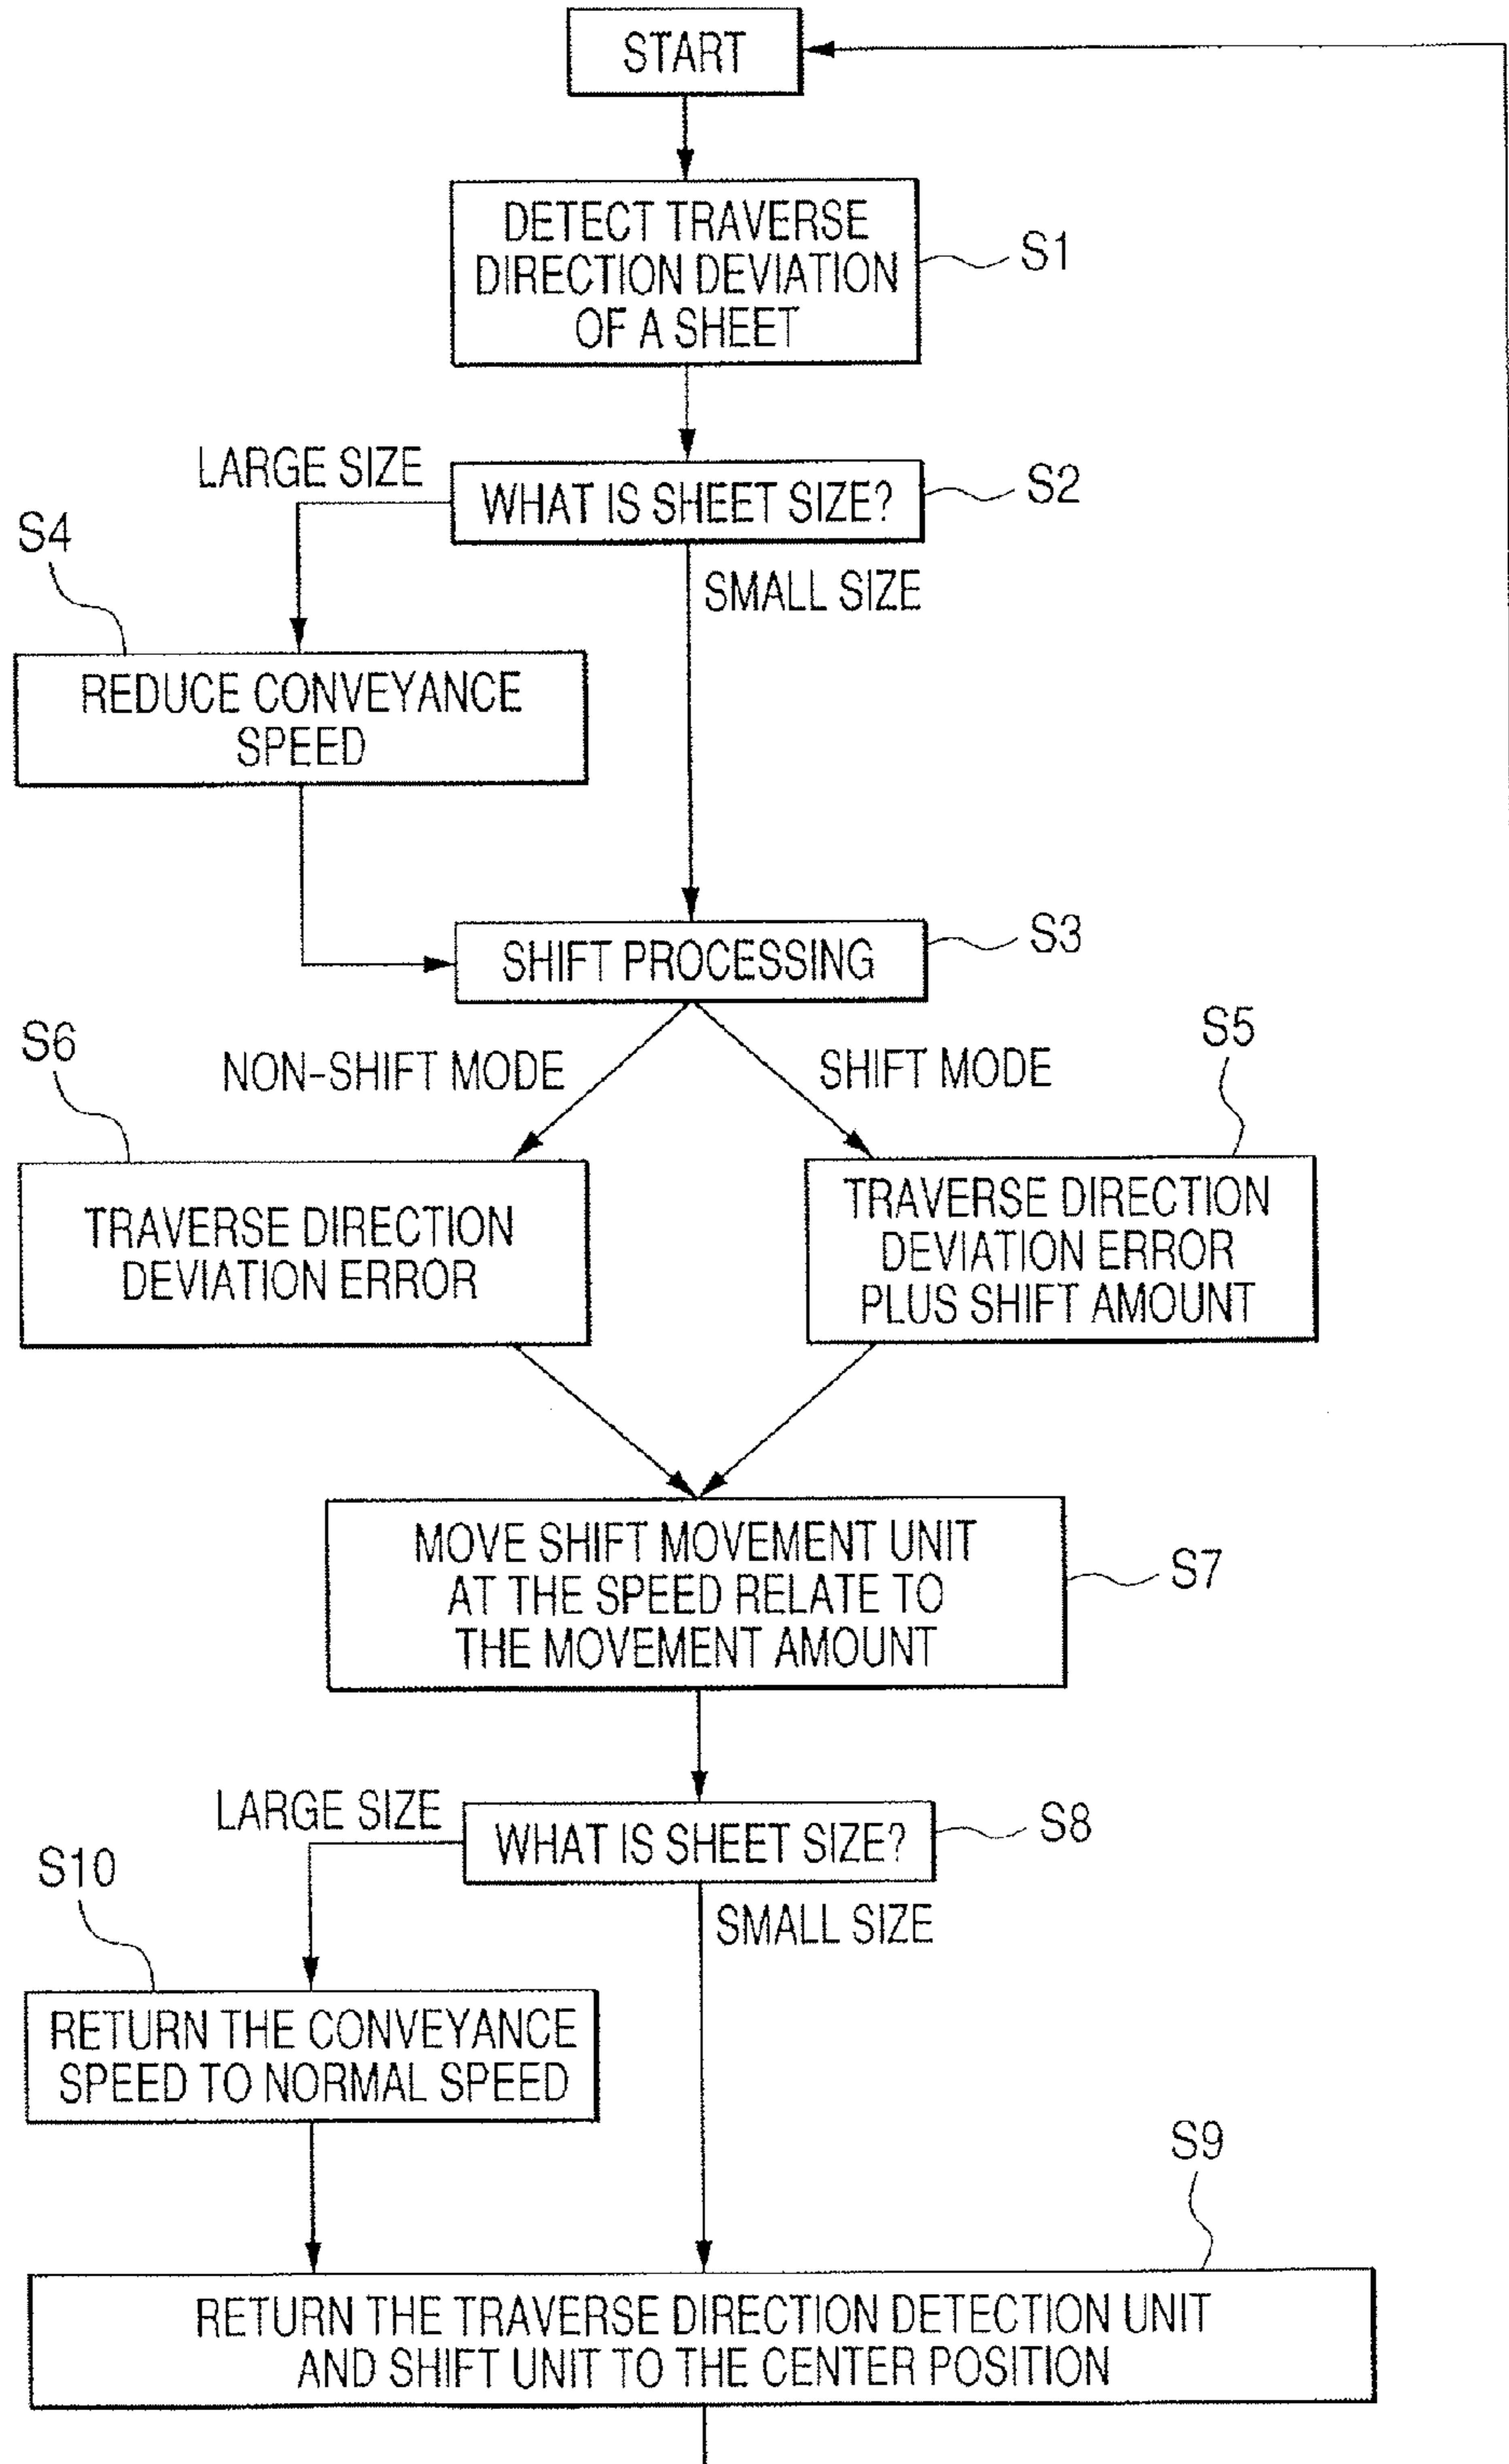 START
DETECT TRAVERSE
DIRECTION DEVIATION
OF A SHEET
S1
LARGE SIZE
WHAT IS SHEET SIZE?
S2
S4
SMALL SIZE
REDUCE CONVEYANCE
SPEED
SHIFT PROCESSING
S3
S6
NON-SHIFT MODE
SHIFT MODE
S5
TRAVERSE DIRECTION
DEVIATION ERROR
TRAVERSE DIRECTION
DEVIATION ERROR
PLUS SHIFT AMOUNT
MOVE SHIFT MOVEMENT UNIT
AT THE SPEED RELATE TO
THE MOVEMENT AMOUNT
S7
LARGE SIZE
WHAT IS SHEET SIZE?
S8
S10
SMALL SIZE
RETURN THE CONVEYANCE
SPEED TO NORMAL SPEED
S9
RETURN THE TRAVERSE DIRECTION DETECTION UNIT
AND SHIFT UNIT TO THE CENTER POSITION